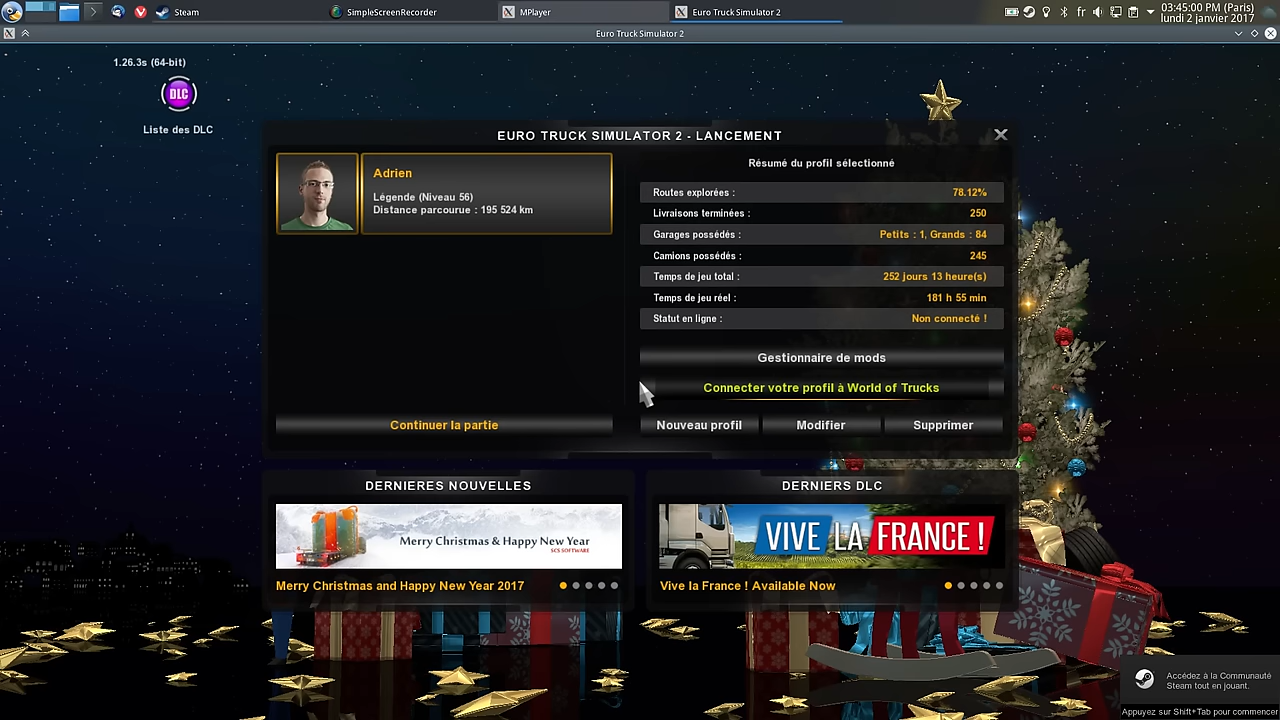 Steam
SimpleScreenRecorder
MPlayer
Euro Truck Simulator 2
fr
03:45:00 PM (Paris)
lundi 2 janvier 2017
Euro Truck Simulator 2
1.26.3s (64-bit)
DLC
Liste des DLC
EURO TRUCK SIMULATOR 2 - LANCEMENT
Adrien
Légende (Niveau 56)
Distance parcourue : 195 524 km
Résumé du profil sélectionné
Routes explorées : 78.12%
Livraisons terminées : 250
Garages possédés : Petits : 1, Grands : 84
Camions possédés : 245
Temps de jeu total : 252 jours 13 heure(s)
Temps de jeu réel : 181 h 55 min
Statut en ligne : Non connecté !
Gestionnaire de mods
Connecter votre profil à World of Trucks
Continuer la partie
Nouveau profil
Modifier
Supprimer
DERNIERES NOUVELLES
Merry Christmas & Happy New Year
SCS SOFTWARE
Merry Christmas and Happy New Year 2017
DERNIERS DLC
VIVE LA FRANCE !
Vive la France ! Available Now
Accédez à la Communauté
Steam tout en jouant.
Appuyez sur Shift+Tab pour commencer